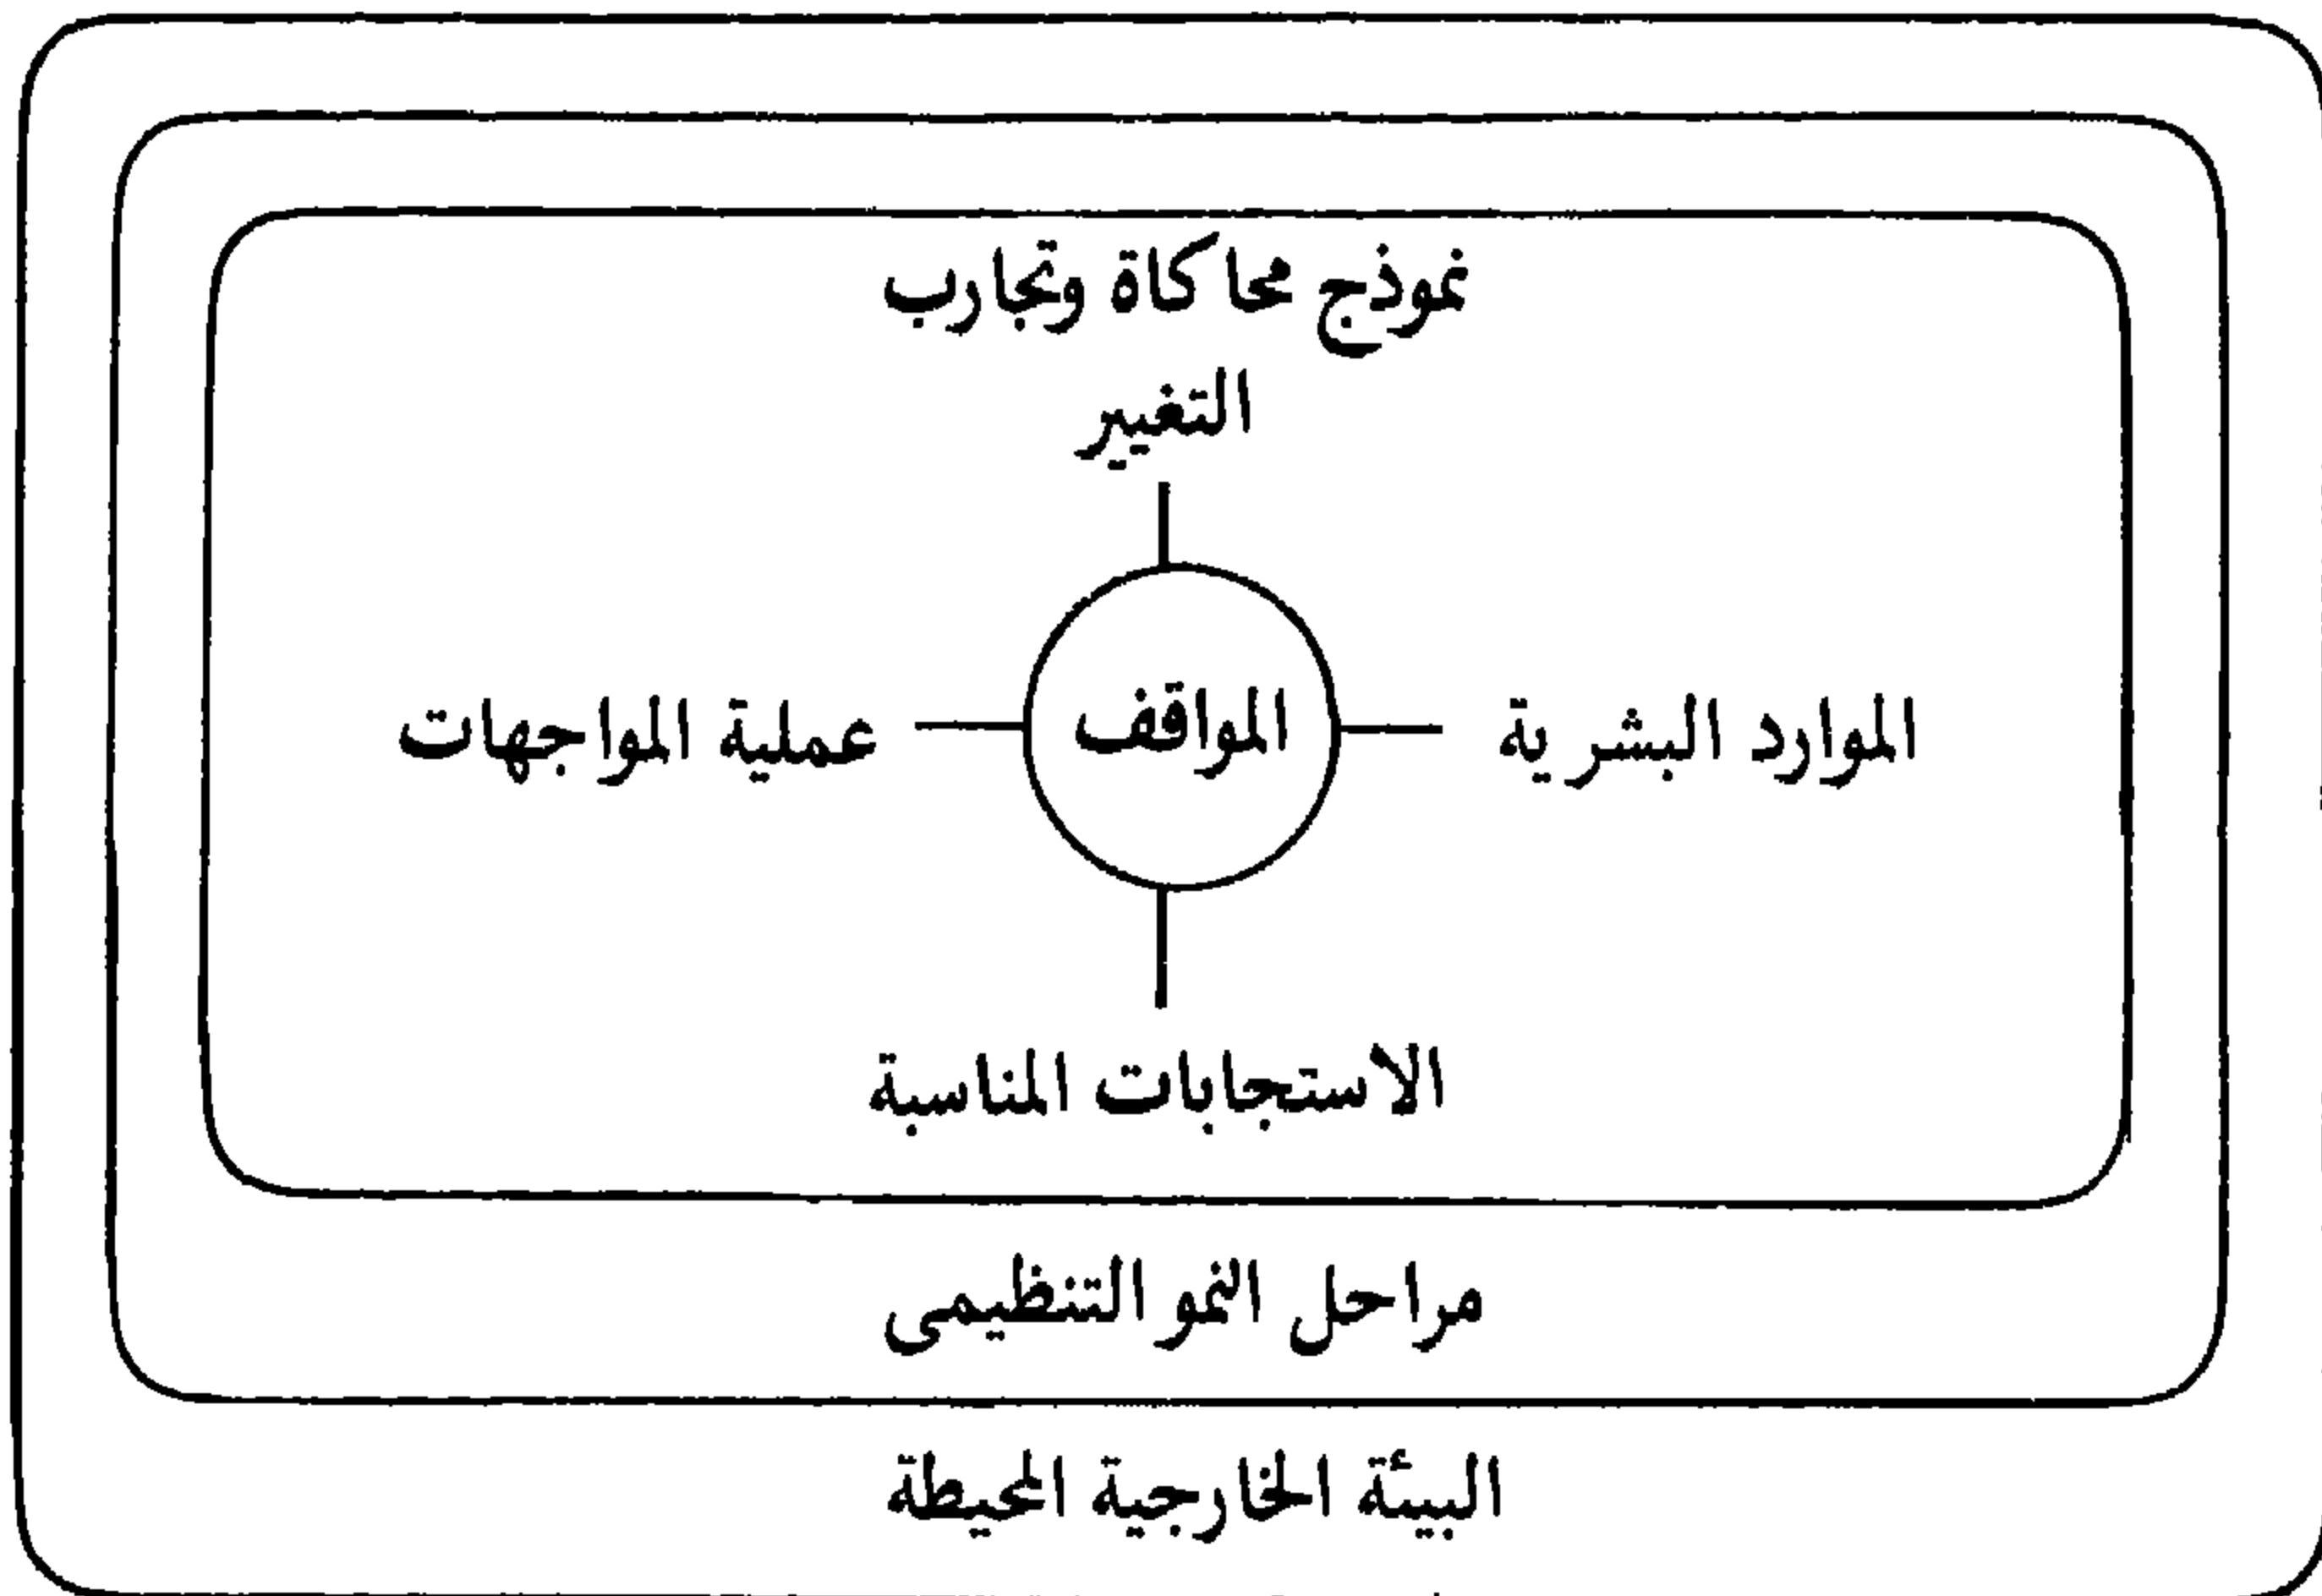 نموذج محاكاة وتجارب
التغيير
الموارد البشرية
المواقف
عملية المواجهات
الاستجابات المناسبة
مراحل النمو التنظيمى
البيئة الخارجية المحيطة